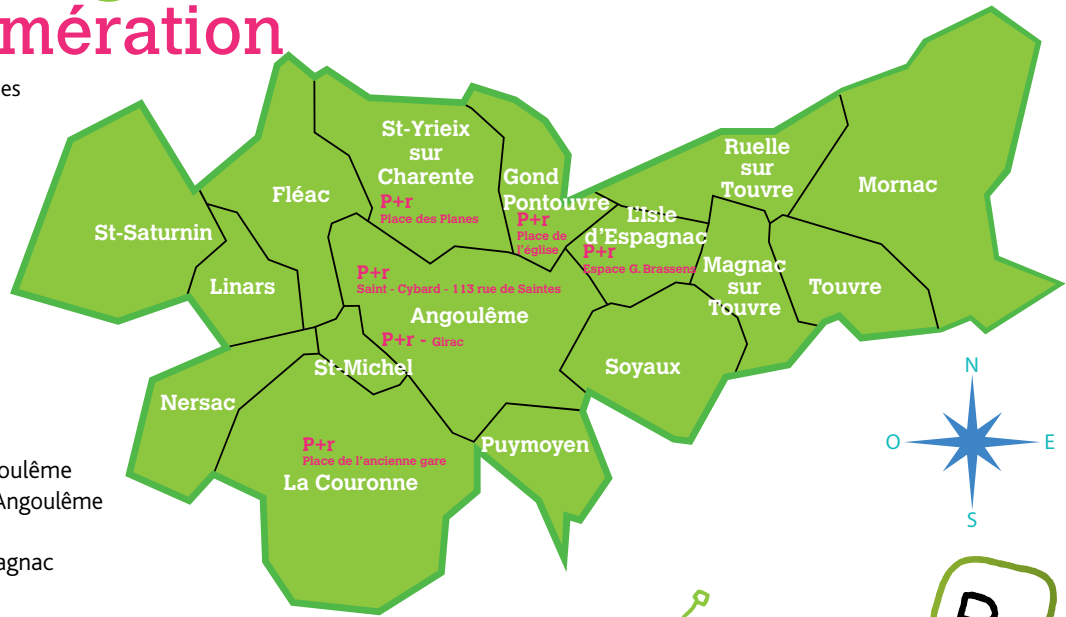 mération
es
St-Yrieix
sur
Charente
P+r
Place des Planes
Gond
Pontouvre
P+r
Place de
l'église
Ruelle
sur
Touvre
Mornac
Fléac
L'Isle
d'Espagnac
P+r
Espace G. Brassens
St-Saturnin
Linars
P+r
Saint - Cybard - 113 rue de Saintes
Angoulême
P+r - Girac
Magnac
sur
Touvre
Touvre
St-Michel
Soyaux
Nersac
P+r
Place de l'ancienne gare
La Couronne
Puymoyen
N
O
E
S
oulême
Angoulême
agnac